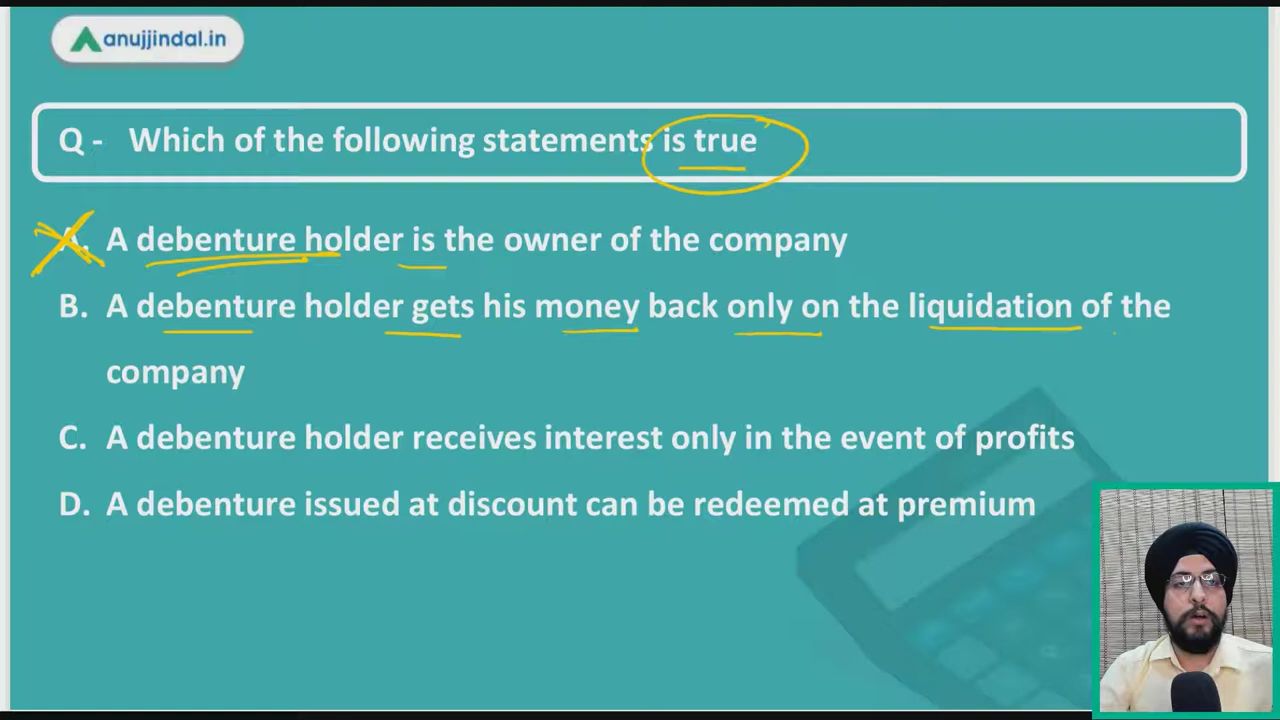 anujjindal.in
Q - Which of the following statements is true
A. A debenture holder is the owner of the company
B. A debenture holder gets his money back only on the liquidation of the
company
C. A debenture holder receives interest only in the event of profits
D. A debenture issued at discount can be redeemed at premium